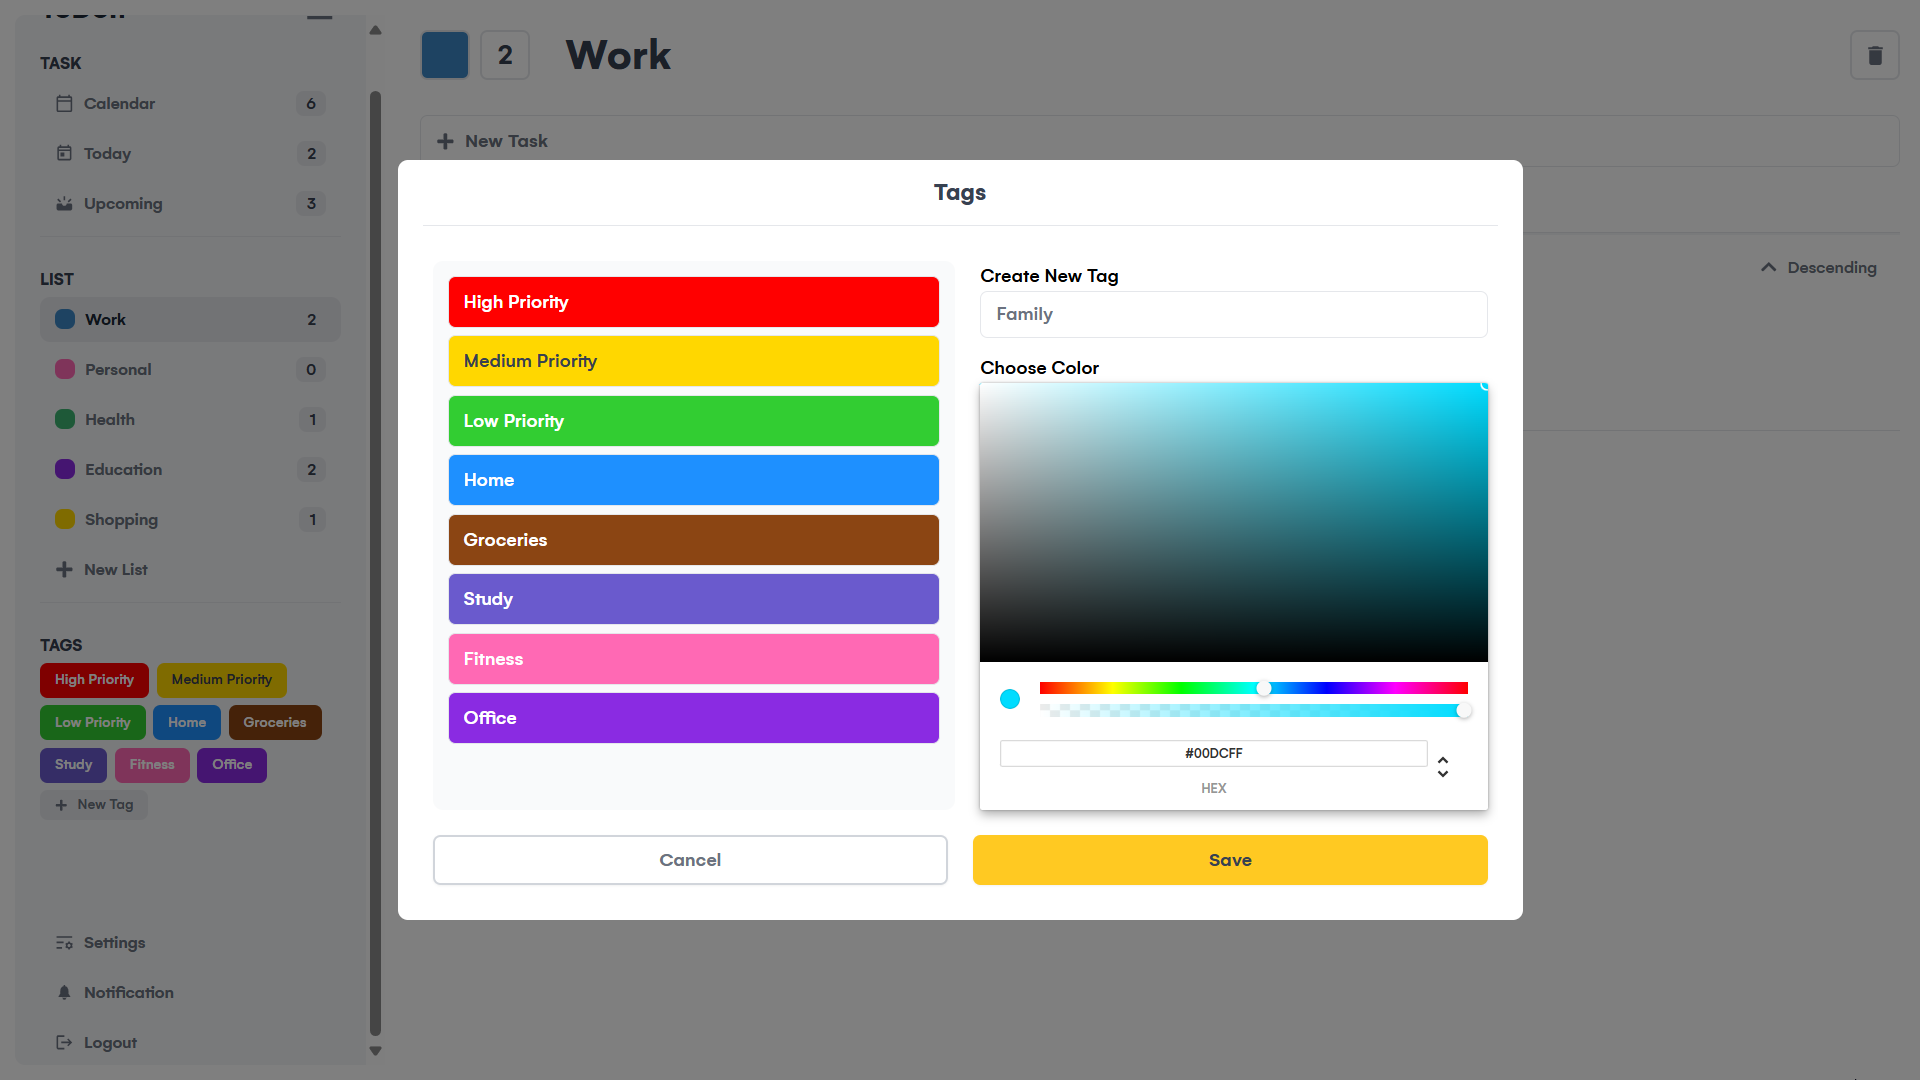 TASK
Calendar 6
Today 2
Upcoming 3
LIST
Work 2
Personal 0
Health 1
Education 2
Shopping 1
New List
TAGS
High Priority Medium Priority
Low Priority Home Groceries
Study Fitness Office
New Tag
Settings
Notification
Logout
2 Work
New Task
Descending
Tags
High Priority
Medium Priority
Low Priority
Home
Groceries
Study
Fitness
Office
Create New Tag
Family
Choose Color
#00DCFF
HEX
Cancel
Save